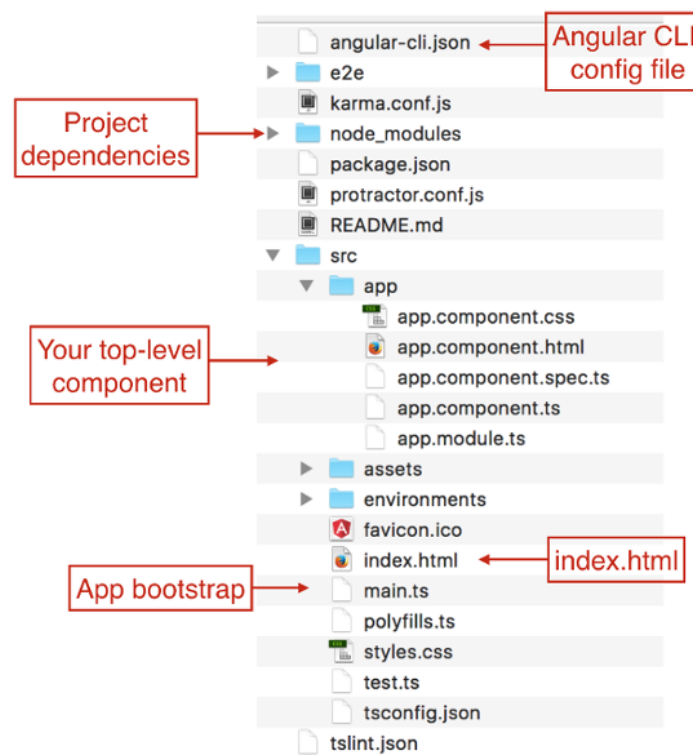 angular-cli.json
Angular CLI
config file
e2e
karma.conf.js
Project
dependencies
node_modules
package.json
protractor.conf.js
README.md
src
app
app.component.css
Your top-level
component
app.component.html
app.component.spec.ts
app.component.ts
app.module.ts
assets
environments
favicon.ico
index.html
index.html
App bootstrap
main.ts
polyfills.ts
styles.css
test.ts
tsconfig.json
tslint.json